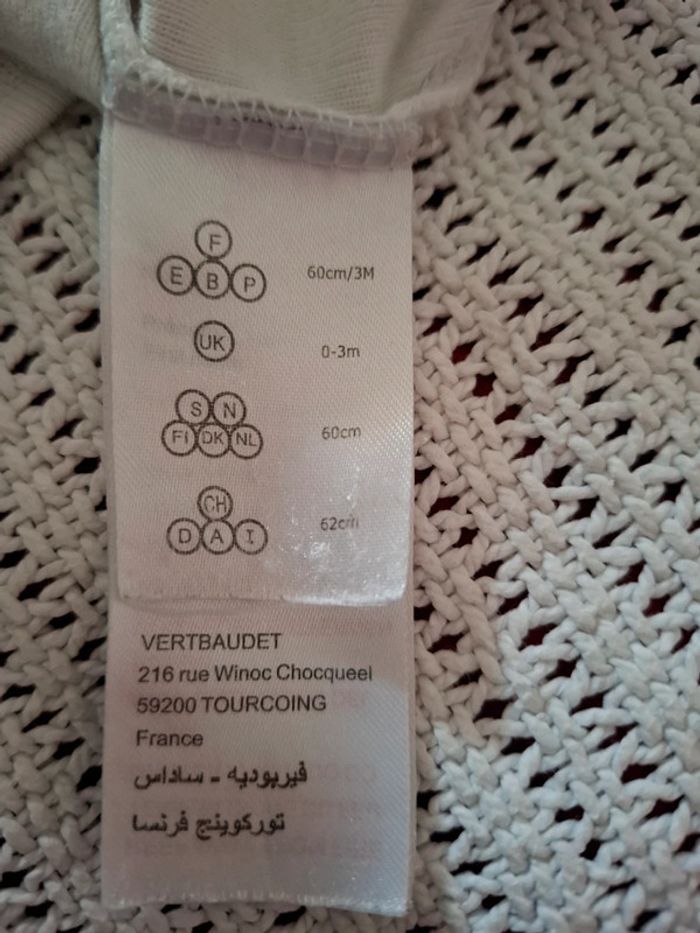 F
E B P 60cm/3M
UK 0-3m
S N
FI DK NL 60cm
CH
D A I 62cm
VERTBAUDET
216 rue Winoc Chocqueel
59200 TOURCOING
France
فيربوديه - ساداس
توركوينج فرنسا